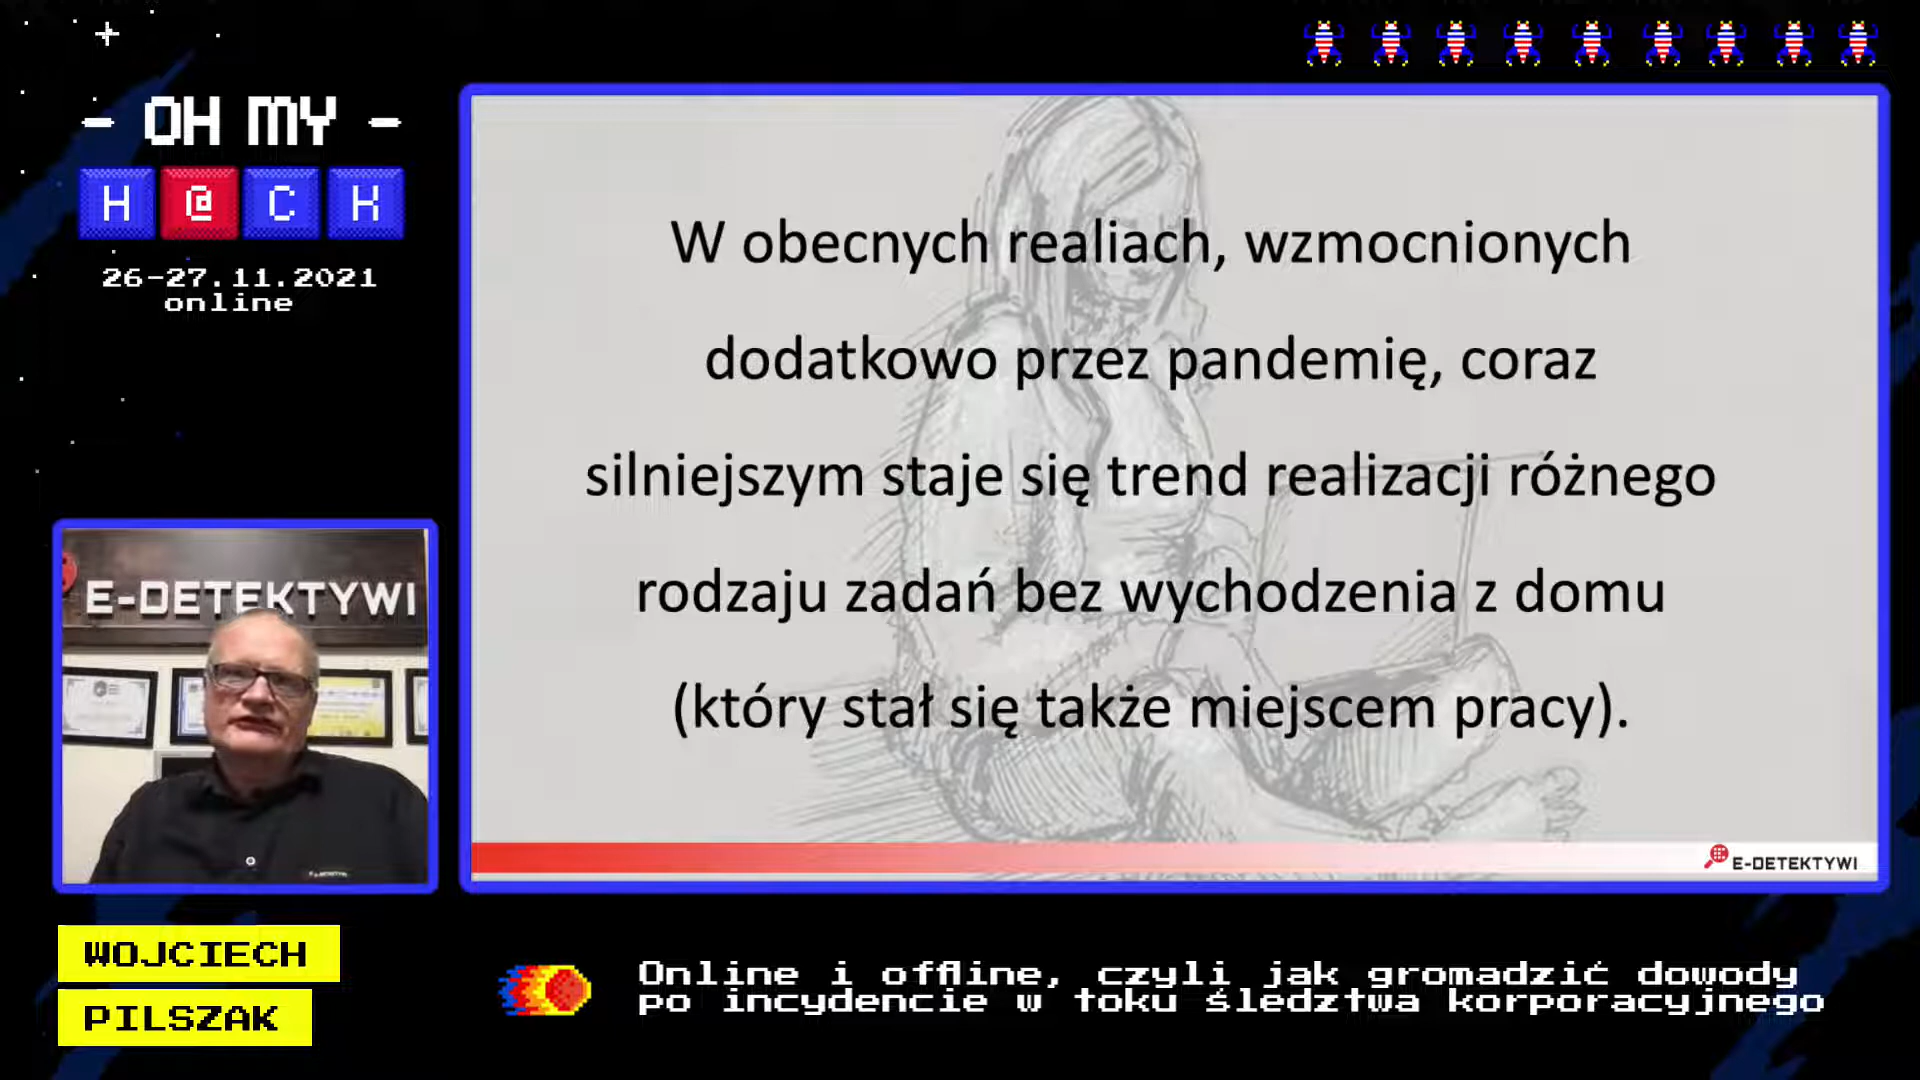 - OH MY -
H @ C K
26-27.11.2021
online
W obecnych realiach, wzmocnionych
dodatkowo przez pandemię, coraz
silniejszym staje się trend realizacji różnego
rodzaju zadań bez wychodzenia z domu
(który stał się także miejscem pracy).
E-DETEKTYWI
E-DETEKTYWI
WOJCIECH
PILSZAK
Online i offline, czyli jak gromadzić dowody
po incydencie w toku śledztwa korporacyjnego